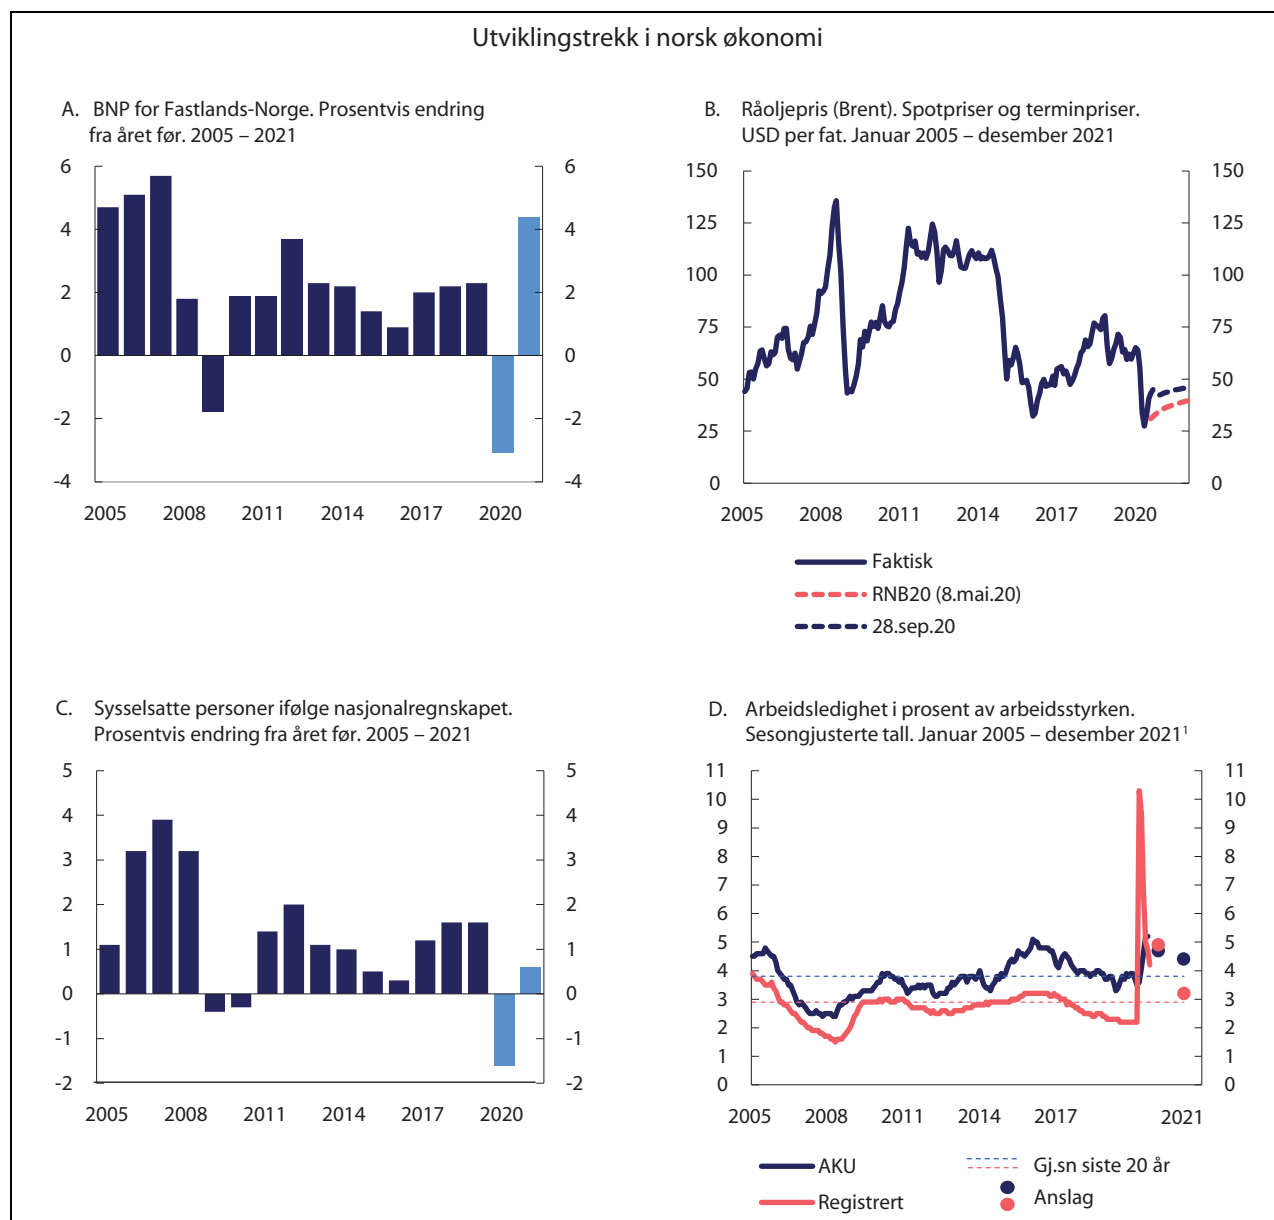 Utviklingstrekk i norsk økonomi
A. BNP for Fastlands-Norge. Prosentvis endring
fra året før. 2005 – 2021
6 6
4 4
2 2
0 0
-2 -2
-4 -4
2005 2008 2011 2014 2017 2020
B. Råoljepris (Brent). Spotpriser og terminpriser.
USD per fat. Januar 2005 – desember 2021
150 150
125 125
100 100
75 75
50 50
25 25
0 0
2005 2008 2011 2014 2017 2020
Faktisk
RNB20 (8.mai.20)
28.sep.20
C. Sysselsatte personer ifølge nasjonalregnskapet.
Prosentvis endring fra året før. 2005 – 2021
5 5
4 4
3 3
2 2
1 1
0 0
-1 -1
-2 -2
2005 2008 2011 2014 2017 2020
D. Arbeidsledighet i prosent av arbeidsstyrken.
Sesongjusterte tall. Januar 2005 – desember 2021¹
11 11
10 10
9 9
8 8
7 7
6 6
5 5
4 4
3 3
2 2
1 1
0 0
2005 2008 2011 2014 2017 2021
AKU Gj.sn siste 20 år
Registrert Anslag